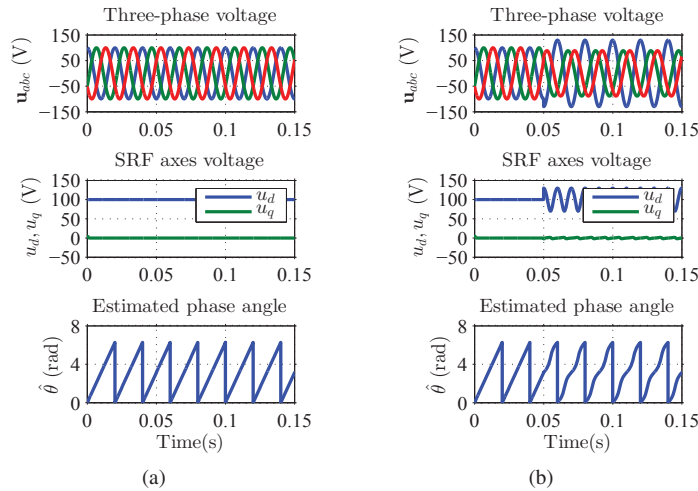 Three-phase voltage
u_abc (V)
150
50
−50
−150
0
0.05
0.1
0.15
SRF axes voltage
u_d, u_q (V)
150
100
50
0
−50
u_d
u_q
0
0.05
0.1
0.15
Estimated phase angle
θ̂ (rad)
8
4
0
0
0.05
0.1
0.15
Time(s)
(a)
Three-phase voltage
u_abc (V)
150
50
−50
−150
0
0.05
0.1
0.15
SRF axes voltage
u_d, u_q (V)
150
100
50
0
−50
u_d
u_q
0
0.05
0.1
0.15
Estimated phase angle
θ̂ (rad)
8
4
0
0
0.05
0.1
0.15
Time(s)
(b)